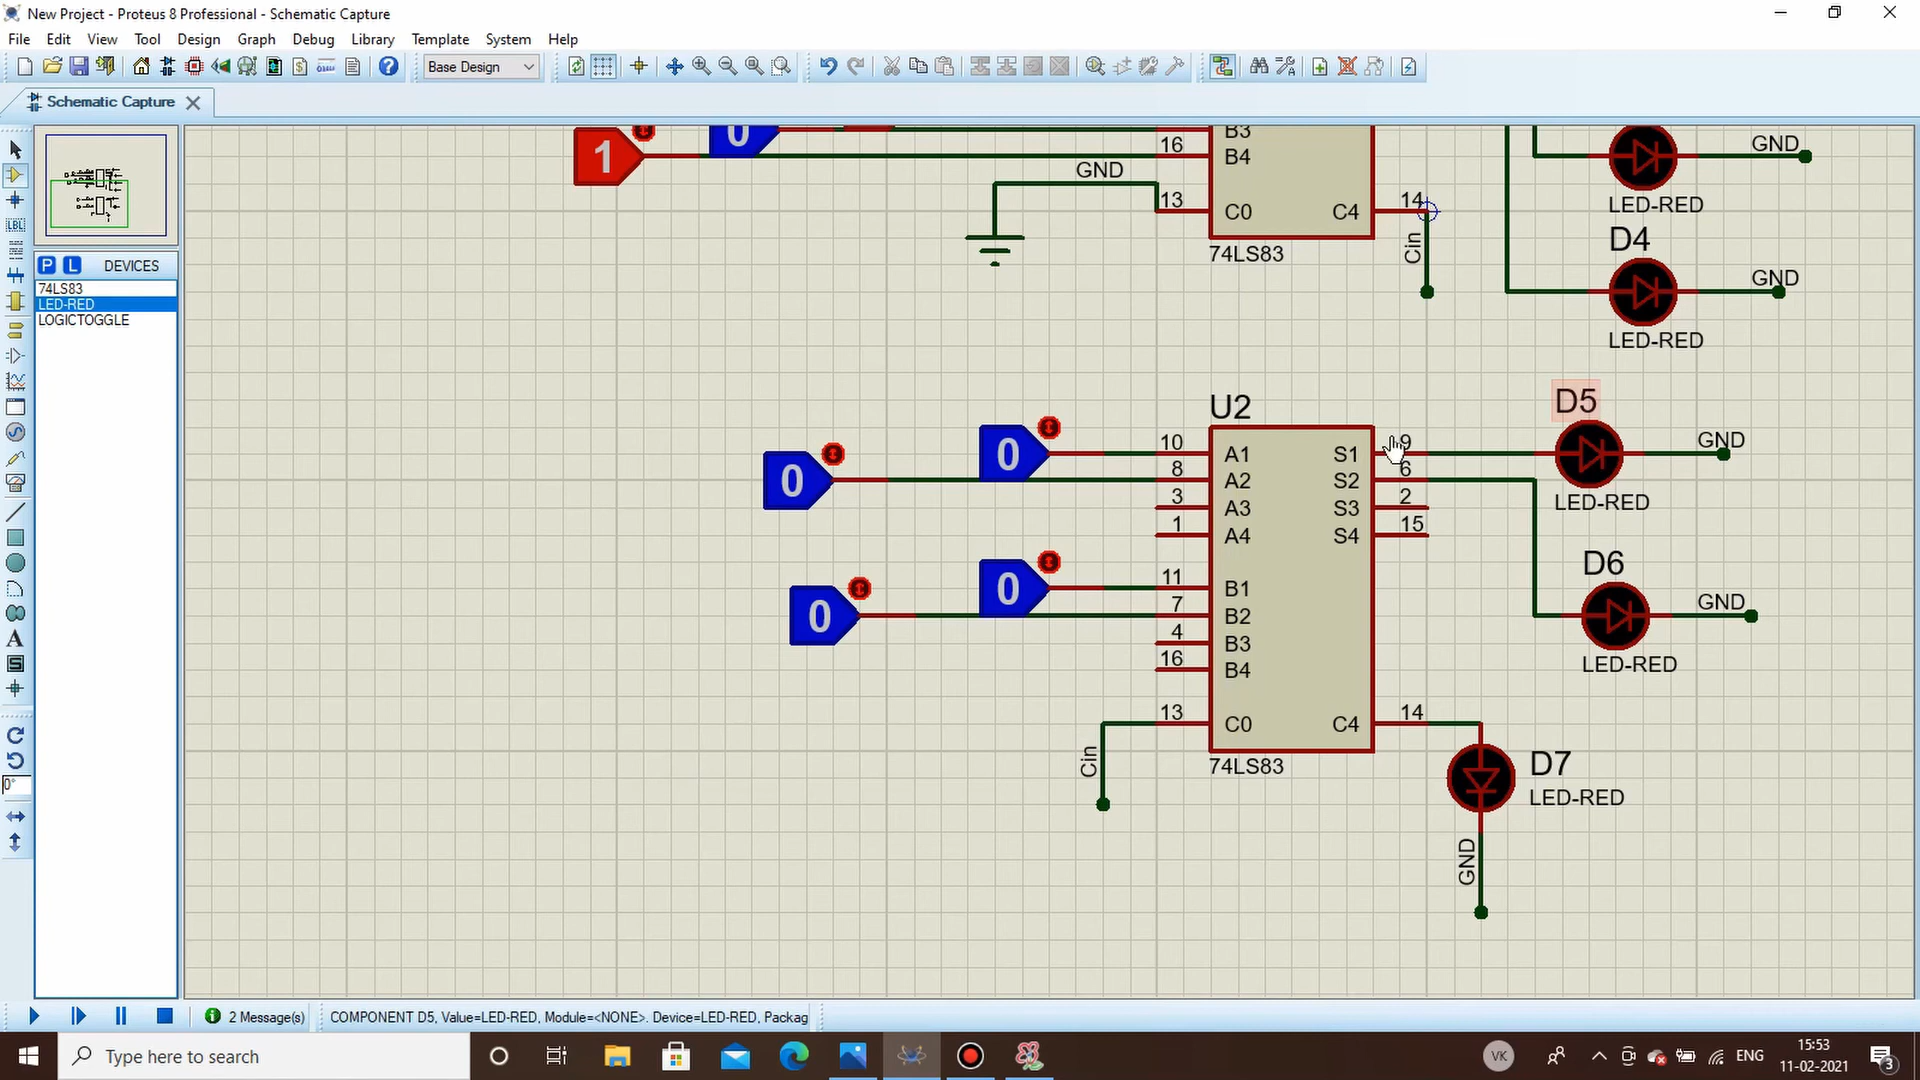 New Project - Proteus 8 Professional - Schematic Capture
File Edit View Tool Design Graph Debug Library Template System Help
Base Design
Schematic Capture
P L DEVICES
74LS83
LED-RED
LOGICTOGGLE
LBL
A
S
0°
1
0
16
B3
B4
GND
13
C0
C4
14
74LS83
Cin
GND
LED-RED
D4
GND
LED-RED
U2
0
0
0
0
10
8
3
1
11
7
4
16
13
A1
A2
A3
A4
B1
B2
B3
B4
C0
S1
S2
S3
S4
C4
9
6
2
15
14
74LS83
Cin
D5
GND
LED-RED
D6
GND
LED-RED
D7
LED-RED
GND
2 Message(s)
COMPONENT D5, Value=LED-RED, Module=<NONE>. Device=LED-RED, Packag
Type here to search
VK
ENG
15:53
11-02-2021
3